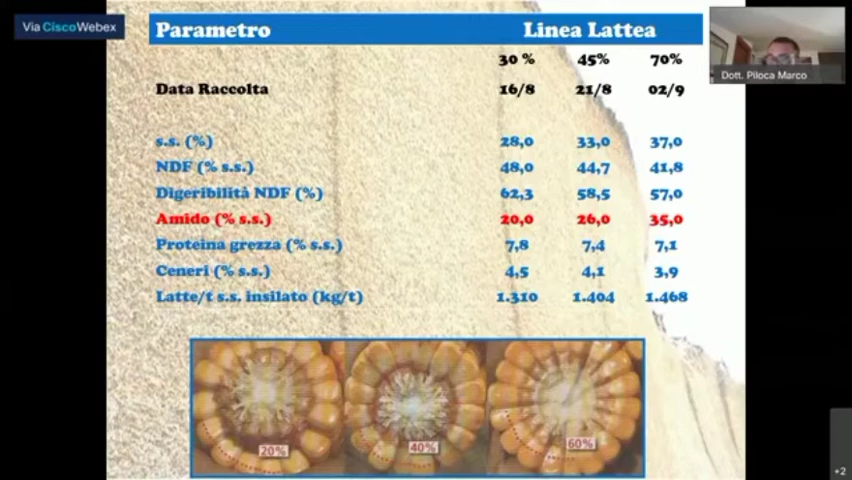 Via CiscoWebex
Parametro Linea Lattea
30 % 45% 70%
Dott. Piloca Marco
Data Raccolta 16/8 21/8 02/9
s.s. (%) 28,0 33,0 37,0
NDF (% s.s.) 48,0 44,7 41,8
Digeribilità NDF (%) 62,3 58,5 57,0
Amido (% s.s.) 20,0 26,0 35,0
Proteina grezza (% s.s.) 7,8 7,4 7,1
Ceneri (% s.s.) 4,5 4,1 3,9
Latte/t s.s. insilato (kg/t) 1.310 1.404 1.468
20% 40% 60%
+2